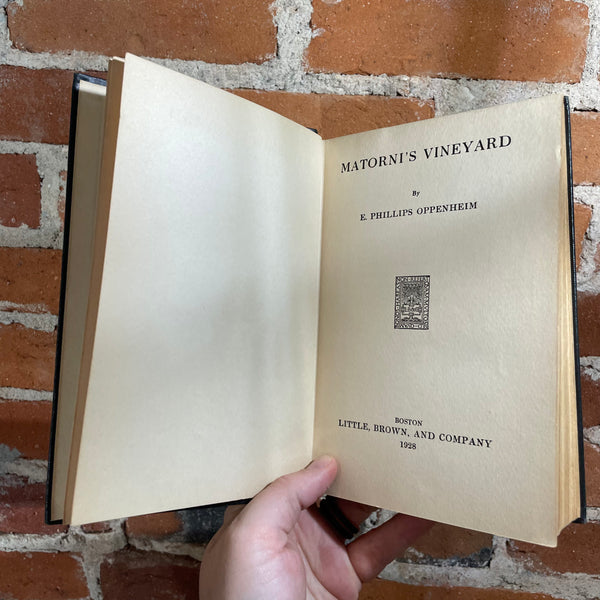 MATORNI'S VINEYARD
By
E. PHILLIPS OPPENHEIM
BOSTON
LITTLE, BROWN, AND COMPANY
1928